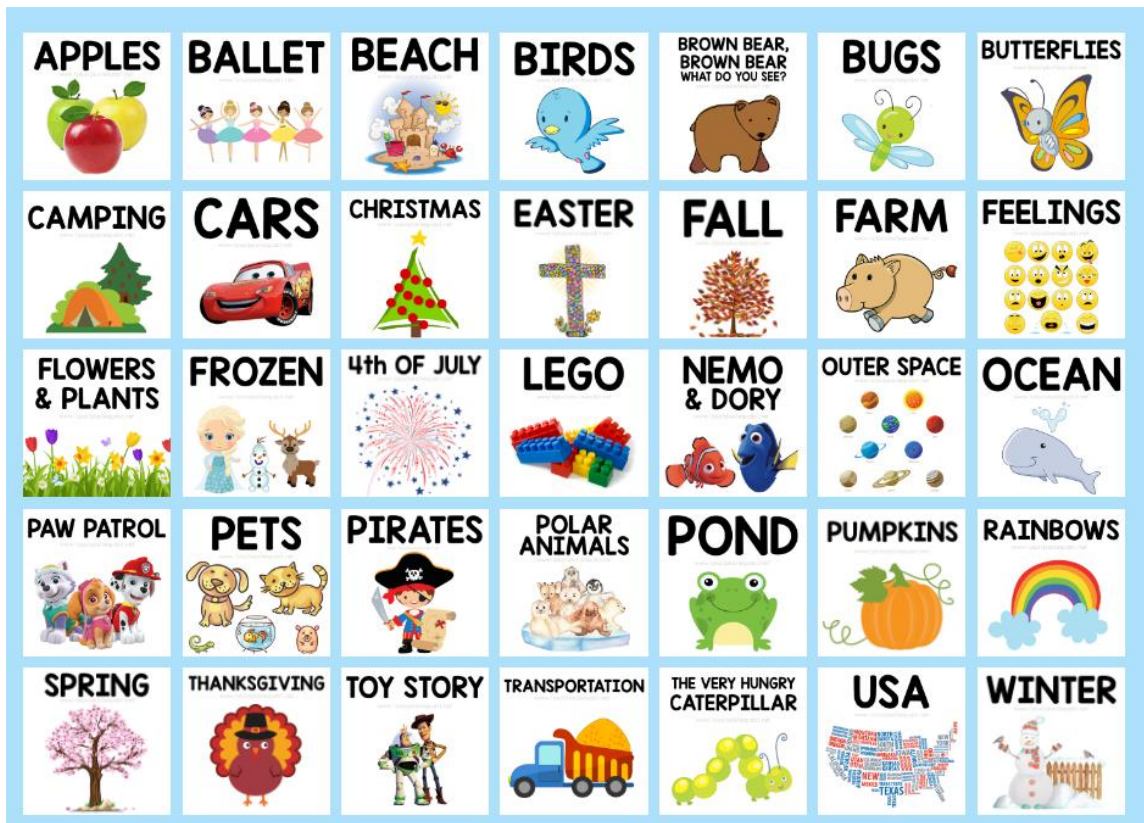 APPLES
BALLET
BEACH
BIRDS
BROWN BEAR,
BROWN BEAR
WHAT DO YOU SEE?
BUGS
BUTTERFLIES
CAMPING
CARS
CHRISTMAS
EASTER
FALL
FARM
FEELINGS
FLOWERS
& PLANTS
FROZEN
4th OF JULY
LEGO
NEMO
& DORY
OUTER SPACE
OCEAN
PAW PATROL
PETS
PIRATES
POLAR
ANIMALS
POND
PUMPKINS
RAINBOWS
SPRING
THANKSGIVING
TOY STORY
TRANSPORTATION
THE VERY HUNGRY
CATERPILLAR
USA
NEW
TEXAS
WINTER